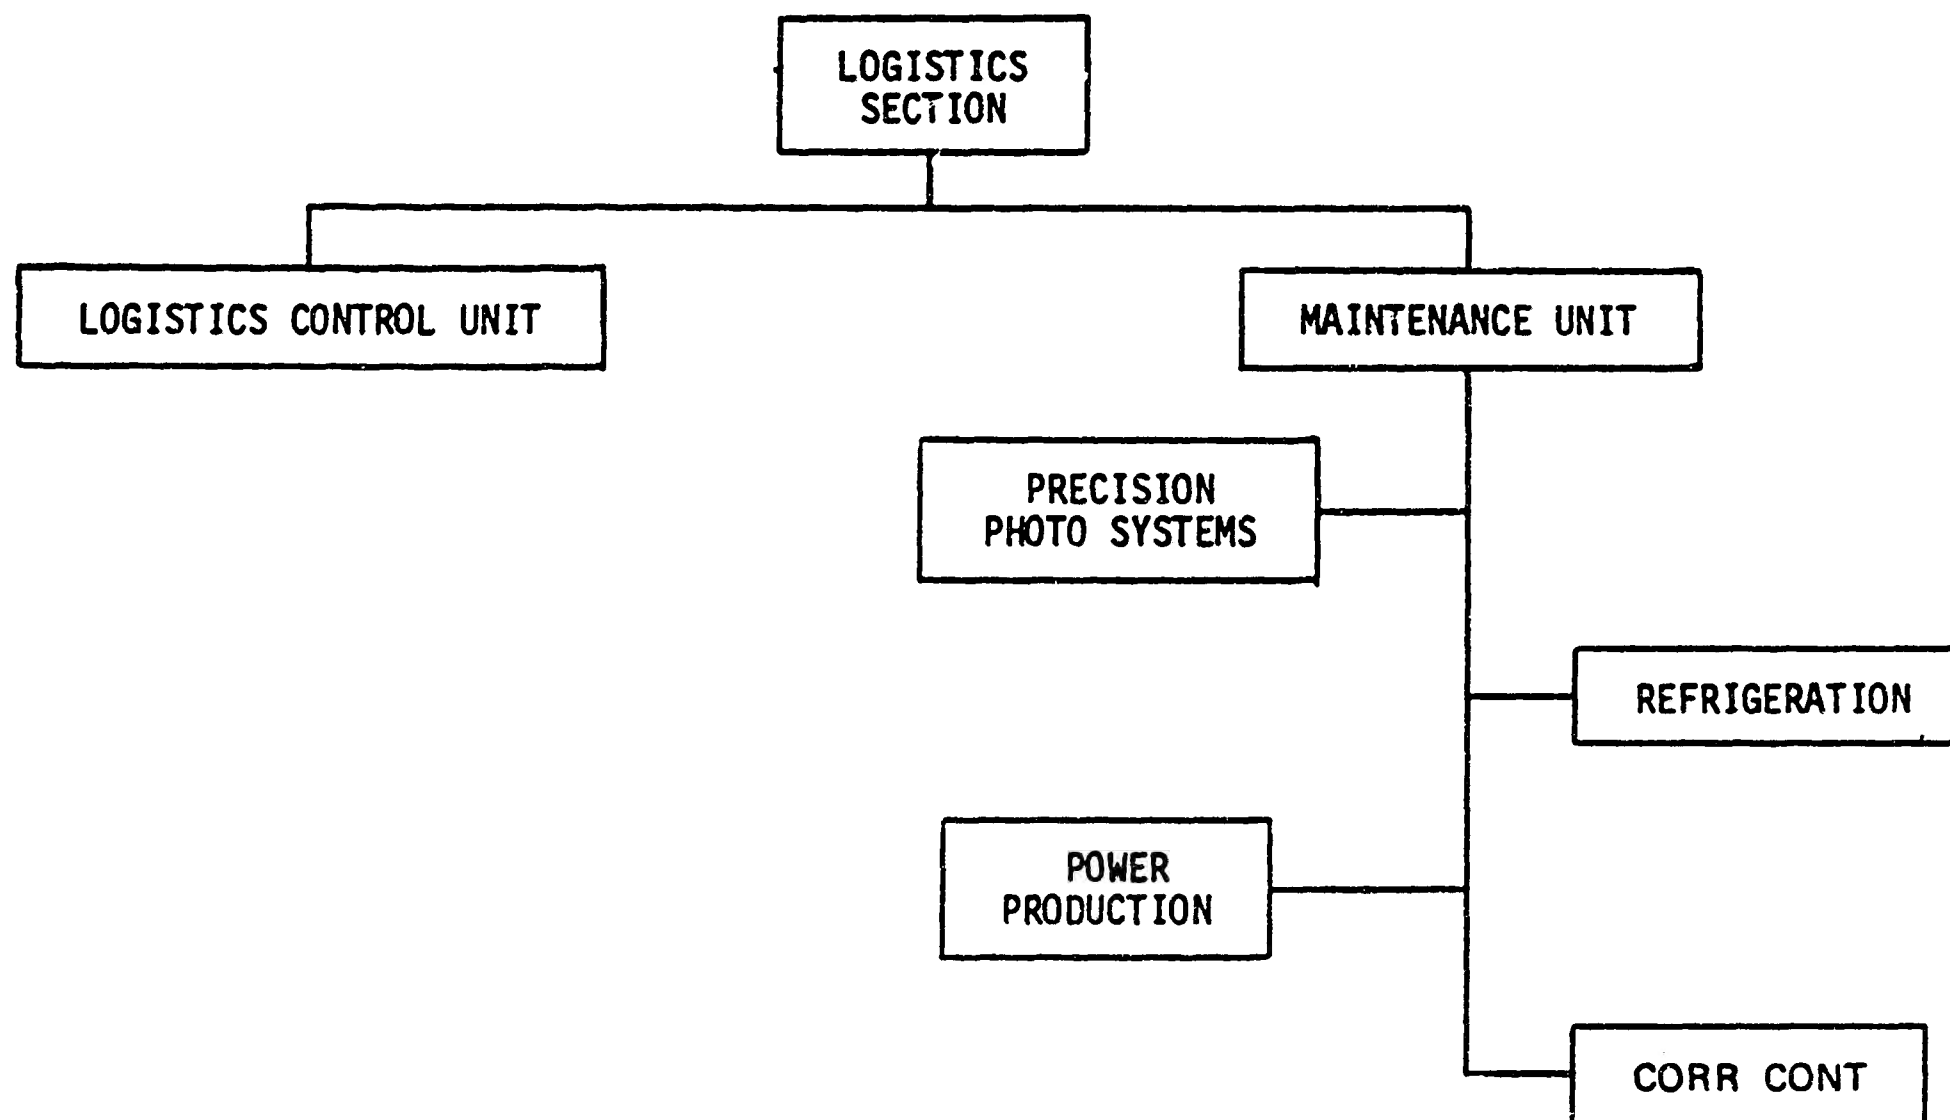 LOGISTICS
SECTION
LOGISTICS CONTROL UNIT
MAINTENANCE UNIT
PRECISION
PHOTO SYSTEMS
REFRIGERATION
POWER
PRODUCTION
CORR CONT